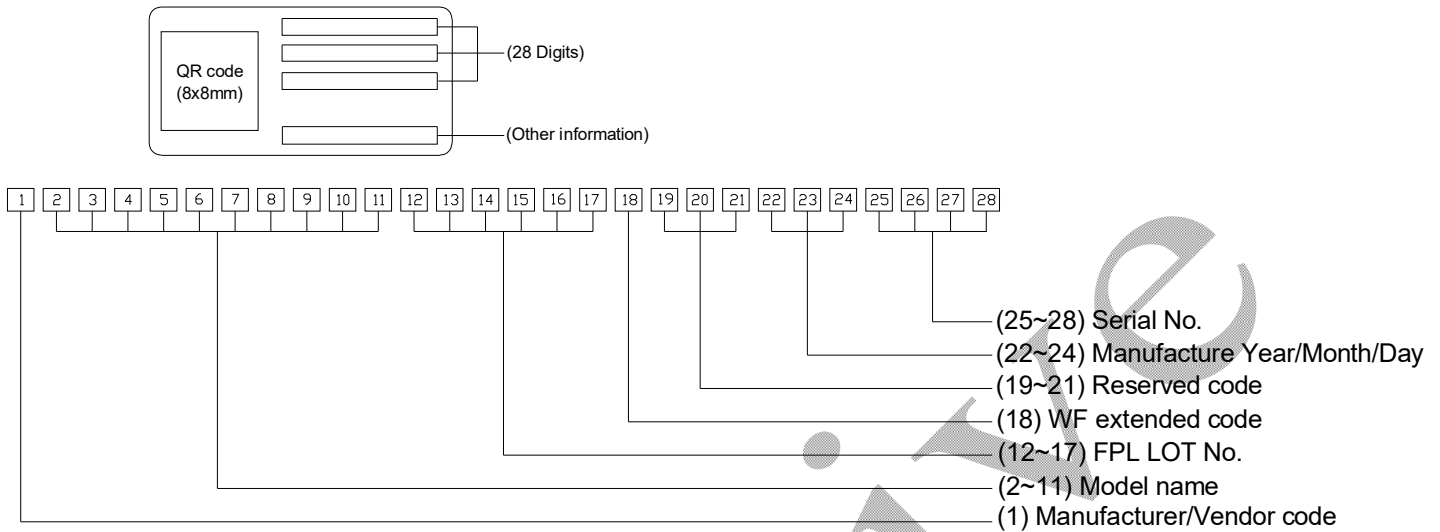 (28 Digits)
QR code
(8x8mm)
(Other information)
1 2 3 4 5 6 7 8 9 10 11 12 13 14 15 16 17 18 19 20 21 22 23 24 25 26 27 28
(25~28) Serial No.
(22~24) Manufacture Year/Month/Day
(19~21) Reserved code
(18) WF extended code
(12~17) FPL LOT No.
(2~11) Model name
(1) Manufacturer/Vendor code